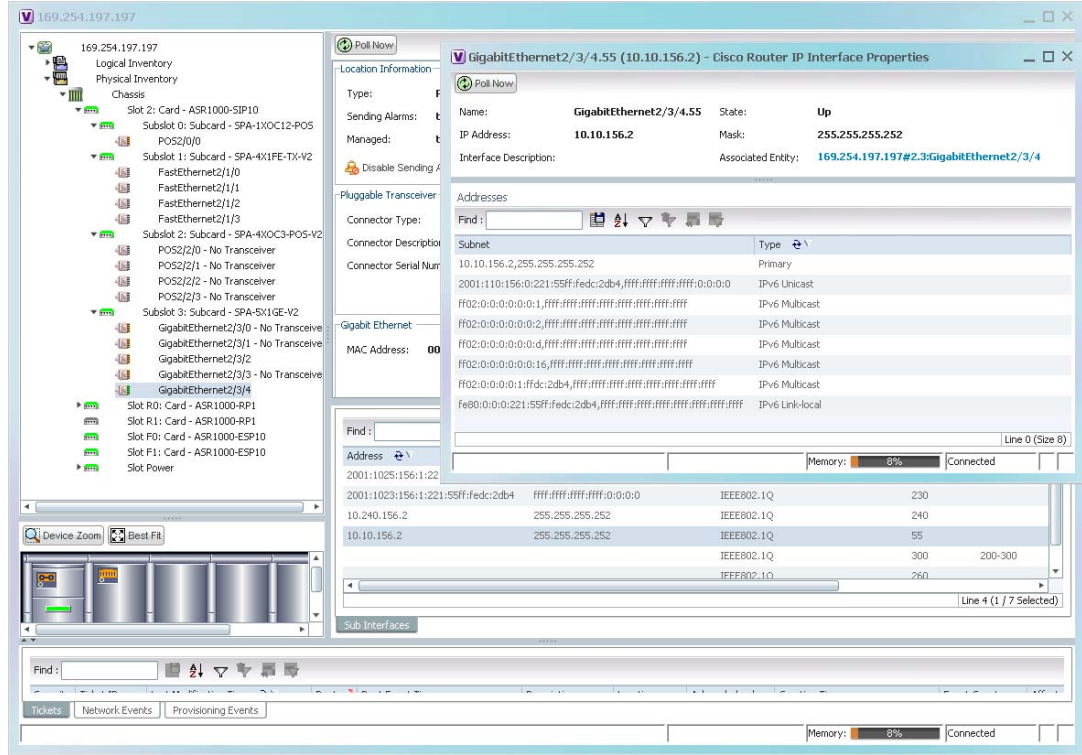 169.254.197.197
169.254.197.197
Logical Inventory
Physical Inventory
Chassis
Slot 2: Card - ASR1000-SIP10
Subslot 0: Subcard - SPA-1XOC12-POS
POS2/0/0
Subslot 1: Subcard - SPA-4X1FE-TX-V2
FastEthernet2/1/0
FastEthernet2/1/1
FastEthernet2/1/2
FastEthernet2/1/3
Subslot 2: Subcard - SPA-4XOC3-POS-V2
POS2/2/0 - No Transceiver
POS2/2/1 - No Transceiver
POS2/2/2 - No Transceiver
POS2/2/3 - No Transceiver
Subslot 3: Subcard - SPA-5X1GE-V2
GigabitEthernet2/3/0 - No Transceive
GigabitEthernet2/3/1 - No Transceive
GigabitEthernet2/3/2
GigabitEthernet2/3/3 - No Transceive
GigabitEthernet2/3/4
Slot R0: Card - ASR1000-RP1
Slot R1: Card - ASR1000-RP1
Slot F0: Card - ASR1000-ESP10
Slot F1: Card - ASR1000-ESP10
Slot Power
Device Zoom Best Fit
Poll Now
Location Information
Type:
Sending Alarms:
Managed:
Disable Sending
Pluggable Transceiver
Connector Type:
Connector Description
Connector Serial Num
Gigabit Ethernet
MAC Address: 00
GigabitEthernet2/3/4.55 (10.10.156.2) - Cisco Router IP Interface Properties
Poll Now
Name: GigabitEthernet2/3/4.55 State: Up
IP Address: 10.10.156.2 Mask: 255.255.255.252
Interface Description: Associated Entity: 169.254.197.197#2.3:GigabitEthernet2/3/4
Addresses
Find :
Subnet Type
10.10.156.2,255.255.255.252 Primary
2001:110:156:0:221:55ff:fedc:2db4,ffff:ffff:ffff:ffff:0:0:0:0 IPv6 Unicast
ff02:0:0:0:0:0:0:1,ffff:ffff:ffff:ffff:ffff:ffff:ffff:ffff IPv6 Multicast
ff02:0:0:0:0:0:0:2,ffff:ffff:ffff:ffff:ffff:ffff:ffff:ffff IPv6 Multicast
ff02:0:0:0:0:0:0:d,ffff:ffff:ffff:ffff:ffff:ffff:ffff:ffff IPv6 Multicast
ff02:0:0:0:0:0:0:16,ffff:ffff:ffff:ffff:ffff:ffff:ffff:ffff IPv6 Multicast
ff02:0:0:0:0:1:ffdc:2db4,ffff:ffff:ffff:ffff:ffff:ffff:ffff:ffff IPv6 Multicast
fe80:0:0:0:221:55ff:fedc:2db4,ffff:ffff:ffff:ffff:ffff:ffff:ffff:ffff IPv6 Link-local
Line 0 (Size 8)
Memory: 8% Connected
Find :
Address
2001:1025:156:1:22
2001:1023:156:1:221:55ff:fedc:2db4 ffff:ffff:ffff:ffff:0:0:0:0 IEEE802.1Q 230
10.240.156.2 255.255.255.252 IEEE802.1Q 240
10.10.156.2 255.255.255.252 IEEE802.1Q 55
IEEE802.1Q 300 200-300
IEEE802.1Q 260
Line 4 (1 / 7 Selected)
Sub Interfaces
Find :
Tickets Network Events Provisioning Events
Memory: 8% Connected